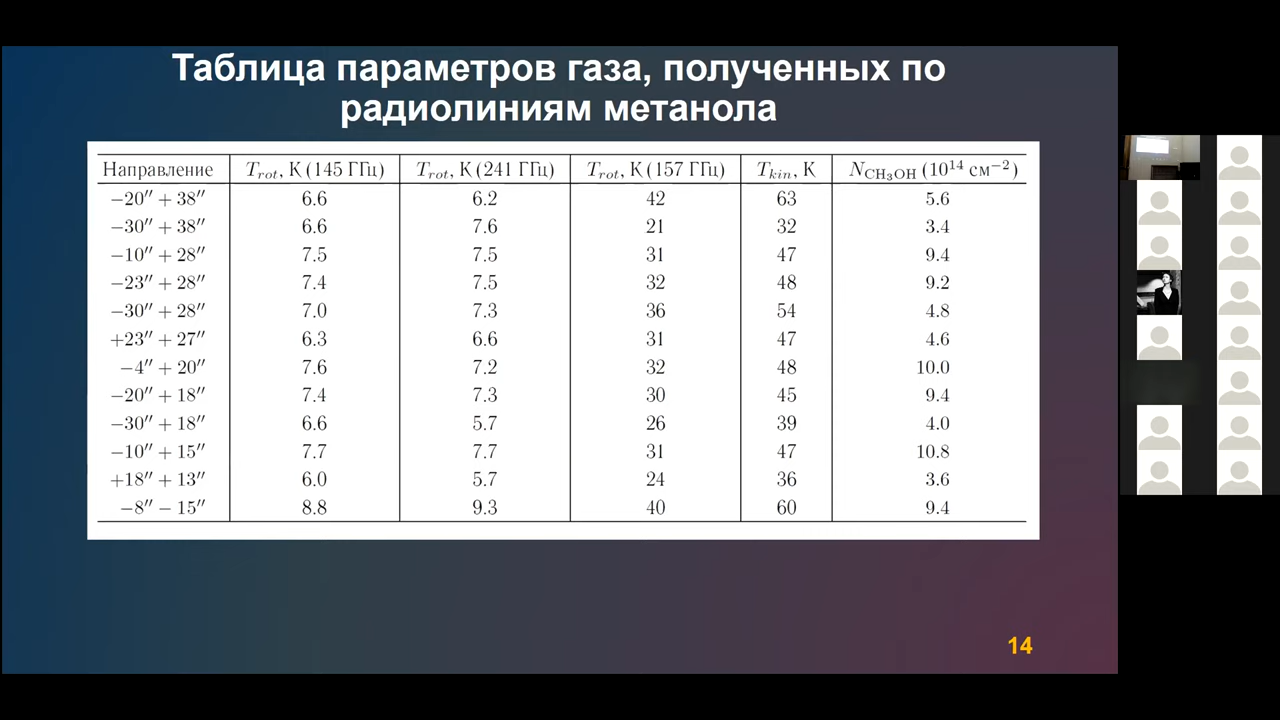 Таблица параметров газа, полученных по
радиолиниям метанола
Направление T_rot, К (145 ГГц) T_rot, К (241 ГГц) T_rot, К (157 ГГц) T_kin, К N_CH₃OH (10¹⁴ см⁻²)
−20″ + 38″ 6.6 6.2 42 63 5.6
−30″ + 38″ 6.6 7.6 21 32 3.4
−10″ + 28″ 7.5 7.5 31 47 9.4
−23″ + 28″ 7.4 7.5 32 48 9.2
−30″ + 28″ 7.0 7.3 36 54 4.8
+23″ + 27″ 6.3 6.6 31 47 4.6
−4″ + 20″ 7.6 7.2 32 48 10.0
−20″ + 18″ 7.4 7.3 30 45 9.4
−30″ + 18″ 6.6 5.7 26 39 4.0
−10″ + 15″ 7.7 7.7 31 47 10.8
+18″ + 13″ 6.0 5.7 24 36 3.6
−8″ − 15″ 8.8 9.3 40 60 9.4
14